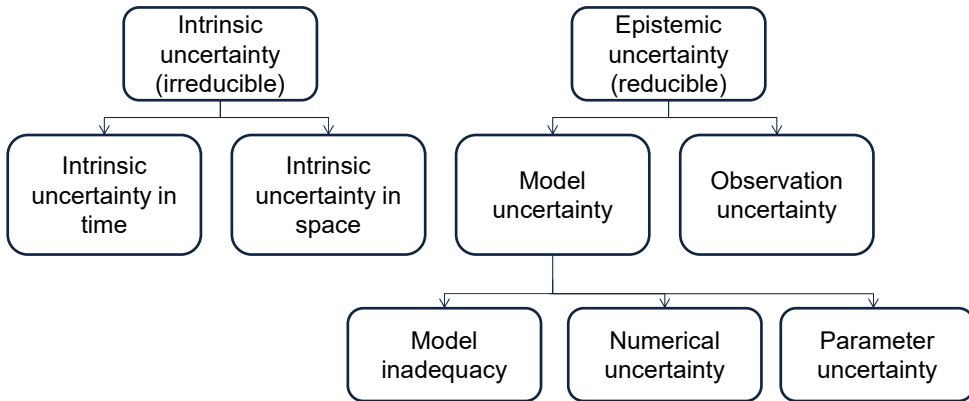 Intrinsic
uncertainty
(irreducible)
Epistemic
uncertainty
(reducible)
Intrinsic
uncertainty in
time
Intrinsic
uncertainty in
space
Model
uncertainty
Observation
uncertainty
Model
inadequacy
Numerical
uncertainty
Parameter
uncertainty